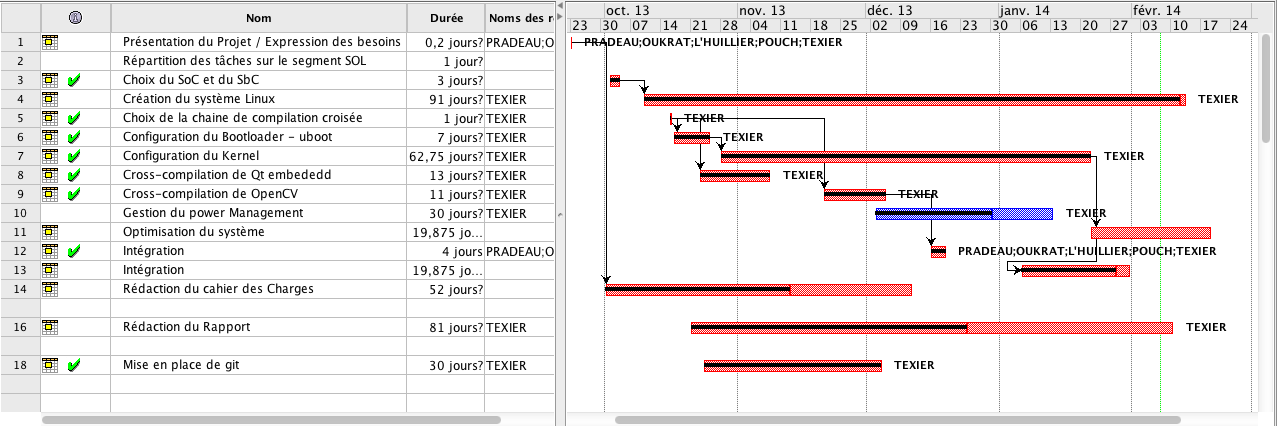 Nom Durée Noms des r
oct. 13 nov. 13 déc. 13 janv. 14 févr. 14
23 30 07 14 21 28 04 11 18 25 02 09 16 23 30 06 13 20 27 03 10 17 24
1 Présentation du Projet / Expression des besoins 0,2 jours? PRADEAU;O PRADEAU;OUKRAT;L'HUILLIER;POUCH;TEXIER
2 Répartition des tâches sur le segment SOL 1 jour?
3 Choix du SoC et du SbC 3 jours?
4 Création du système Linux 91 jours? TEXIER TEXIER
5 Choix de la chaine de compilation croisée 1 jour? TEXIER TEXIER
6 Configuration du Bootloader - uboot 7 jours? TEXIER TEXIER
7 Configuration du Kernel 62,75 jours? TEXIER TEXIER
8 Cross-compilation de Qt embededd 13 jours? TEXIER TEXIER
9 Cross-compilation de OpenCV 11 jours? TEXIER TEXIER
10 Gestion du power Management 30 jours? TEXIER TEXIER
11 Optimisation du système 19,875 jo...
12 Intégration 4 jours PRADEAU;O PRADEAU;OUKRAT;L'HUILLIER;POUCH;TEXIER
13 Intégration 19,875 jo...
14 Rédaction du cahier des Charges 52 jours?
16 Rédaction du Rapport 81 jours? TEXIER TEXIER
18 Mise en place de git 30 jours? TEXIER TEXIER